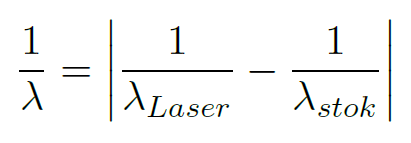 1/λ = |1/λ_Laser − 1/λ_stok|